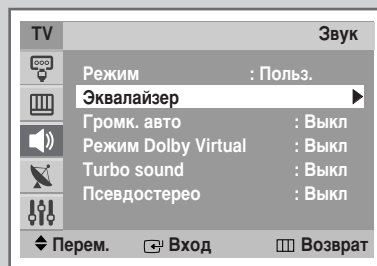 TV Звук
Режим : Польз.
Эквалайзер
Громк. авто : Выкл
Режим Dolby Virtual : Выкл
Turbo sound : Выкл
Псевдостерео : Выкл
Перем. Вход Возврат